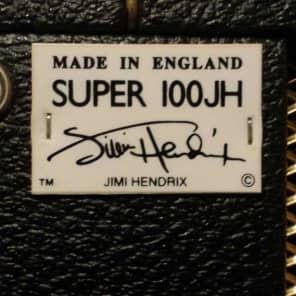 MADE IN ENGLAND
SUPER 100JH
Jimi Hendrix
™ JIMI HENDRIX ©